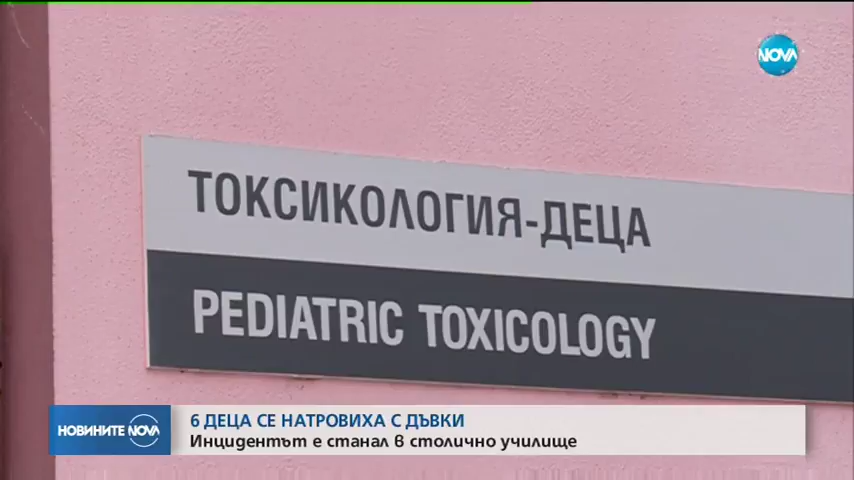 NOVA
ТОКСИКОЛОГИЯ-ДЕЦА
PEDIATRIC TOXICOLOGY
НОВИНИТЕ NOVA
6 ДЕЦА СЕ НАТРОВИХА С ДЪВКИ
Инцидентът е станал в столично училище